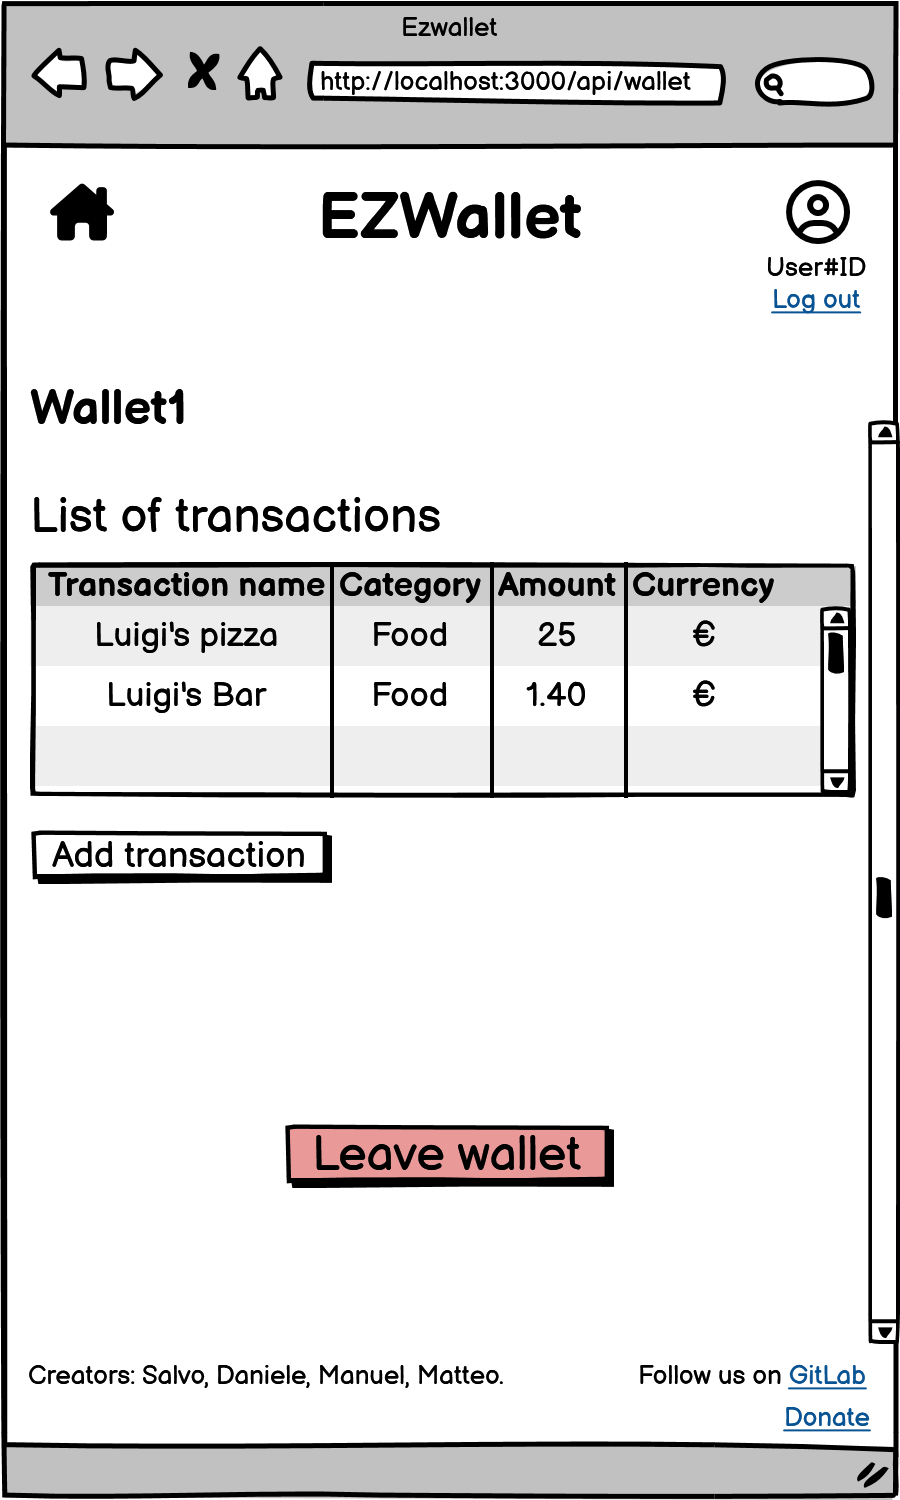 Ezwallet
http://localhost:3000/api/wallet
EZWallet
User#ID
Log out
Wallet1
List of transactions
Transaction name Category Amount Currency
Luigi's pizza Food 25 €
Luigi's Bar Food 1.40 €
Add transaction
Leave wallet
Creators: Salvo, Daniele, Manuel, Matteo. Follow us on GitLab
Donate